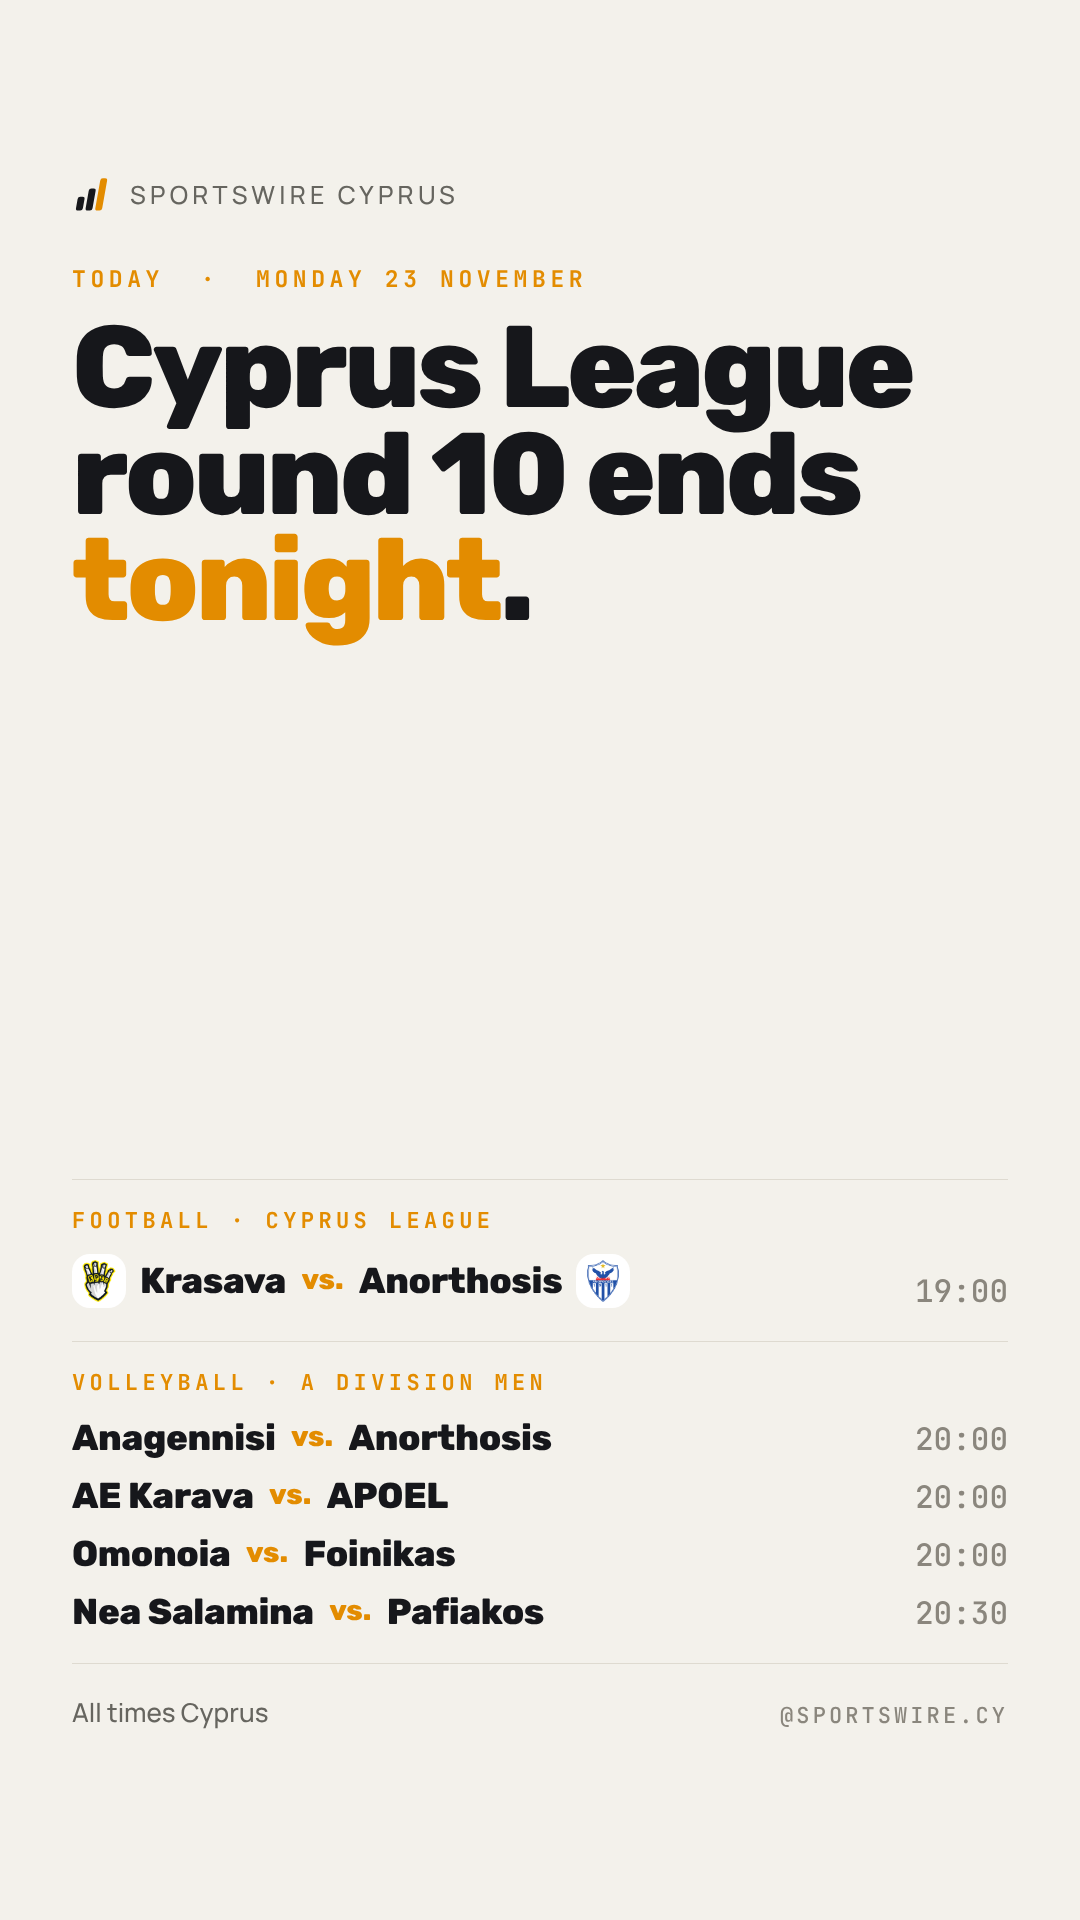 SPORTSWIRE CYPRUS
TODAY · MONDAY 23 NOVEMBER
Cyprus League
round 10 ends
tonight.
FOOTBALL · CYPRUS LEAGUE
Krasava vs. Anorthosis 19:00
VOLLEYBALL · A DIVISION MEN
Anagennisi vs. Anorthosis 20:00
AE Karava vs. APOEL 20:00
Omonoia vs. Foinikas 20:00
Nea Salamina vs. Pafiakos 20:30
All times Cyprus @SPORTSWIRE.CY